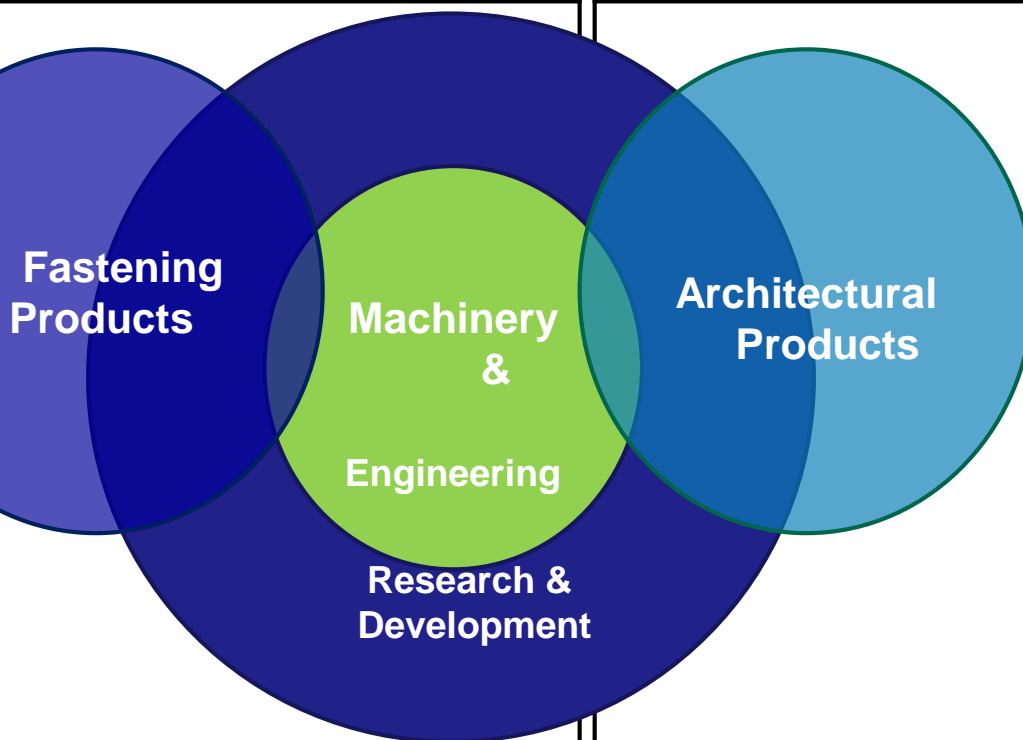 Fastening
Products
Machinery
&
Engineering
Research &
Development
Architectural
Products